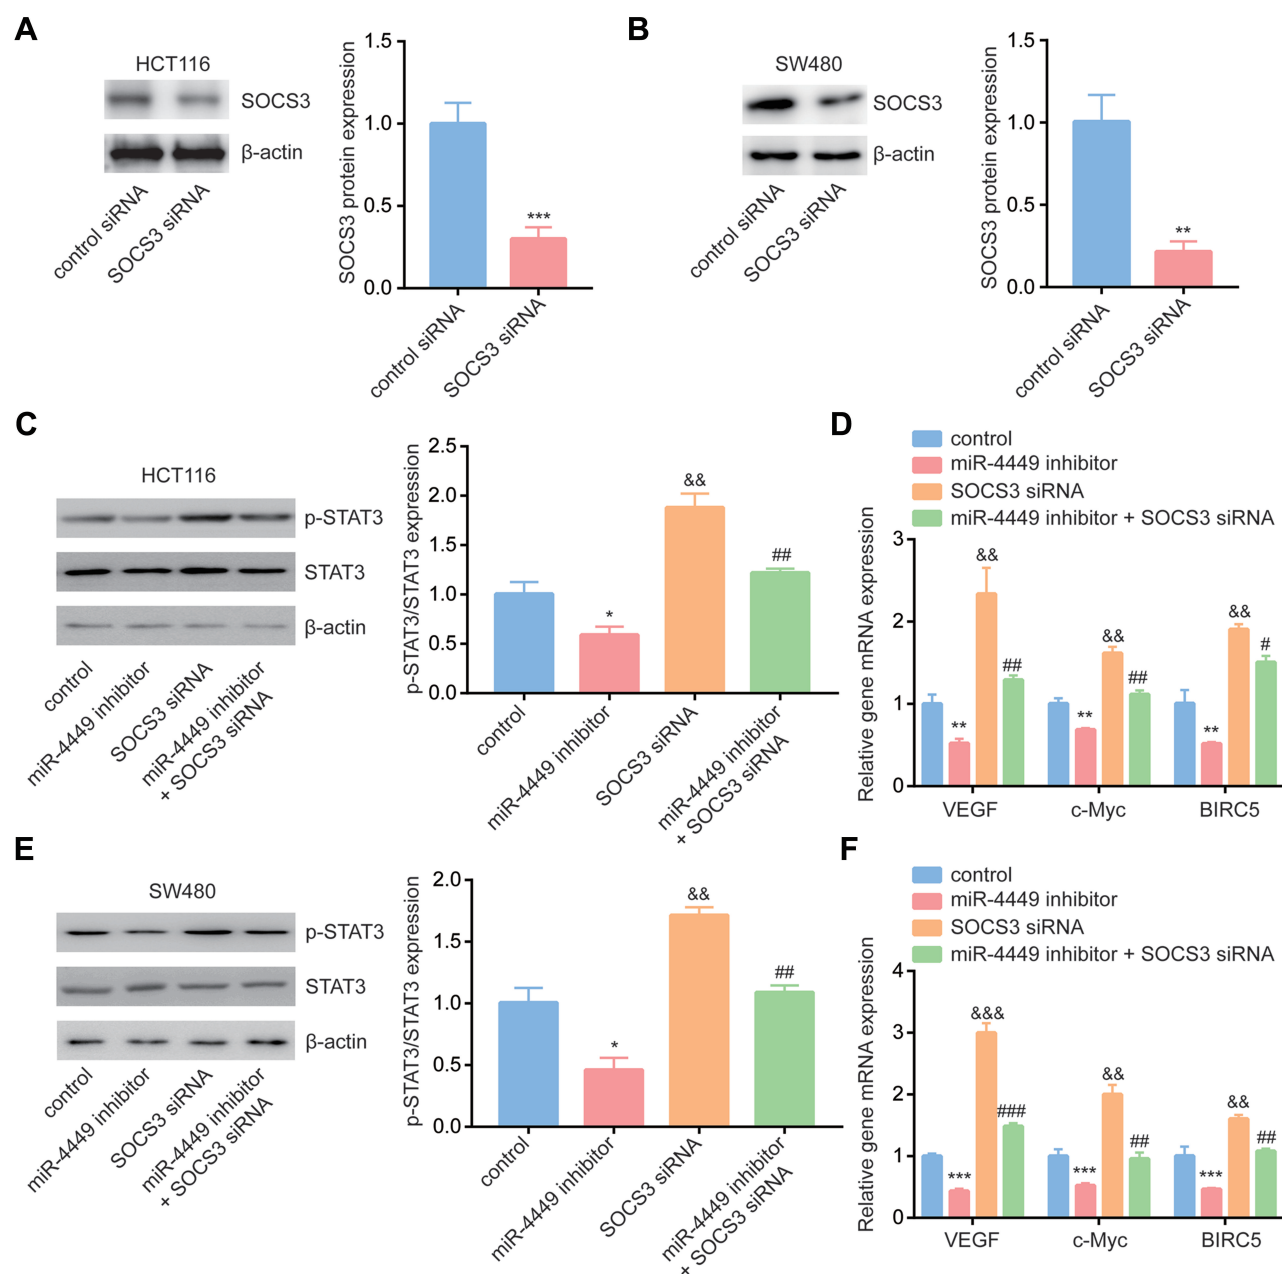 A
HCT116
SOCS3
β-actin
control siRNA
SOCS3 siRNA
SOCS3 protein expression
1.5
1.0
0.5
0.0
***
control siRNA
SOCS3 siRNA
B
SW480
SOCS3
β-actin
control siRNA
SOCS3 siRNA
SOCS3 protein expression
1.5
1.0
0.5
0.0
**
control siRNA
SOCS3 siRNA
C
HCT116
p-STAT3
STAT3
β-actin
control
miR-4449 inhibitor
SOCS3 siRNA
miR-4449 inhibitor
+ SOCS3 siRNA
p-STAT3/STAT3 expression
2.5
2.0
1.5
1.0
0.5
0.0
*
&&
##
control
miR-4449 inhibitor
SOCS3 siRNA
miR-4449 inhibitor
+ SOCS3 siRNA
D
control
miR-4449 inhibitor
SOCS3 siRNA
miR-4449 inhibitor + SOCS3 siRNA
Relative gene mRNA expression
3
2
1
0
**
&&
##
**
&&
##
**
&&
#
VEGF
c-Myc
BIRC5
E
SW480
p-STAT3
STAT3
β-actin
control
miR-4449 inhibitor
SOCS3 siRNA
miR-4449 inhibitor
+ SOCS3 siRNA
p-STAT3/STAT3 expression
2.0
1.5
1.0
0.5
0.0
*
&&
##
control
miR-4449 inhibitor
SOCS3 siRNA
miR-4449 inhibitor
+ SOCS3 siRNA
F
control
miR-4449 inhibitor
SOCS3 siRNA
miR-4449 inhibitor + SOCS3 siRNA
Relative gene mRNA expression
4
3
2
1
0
***
&&&
###
***
&&
##
***
&&
##
VEGF
c-Myc
BIRC5